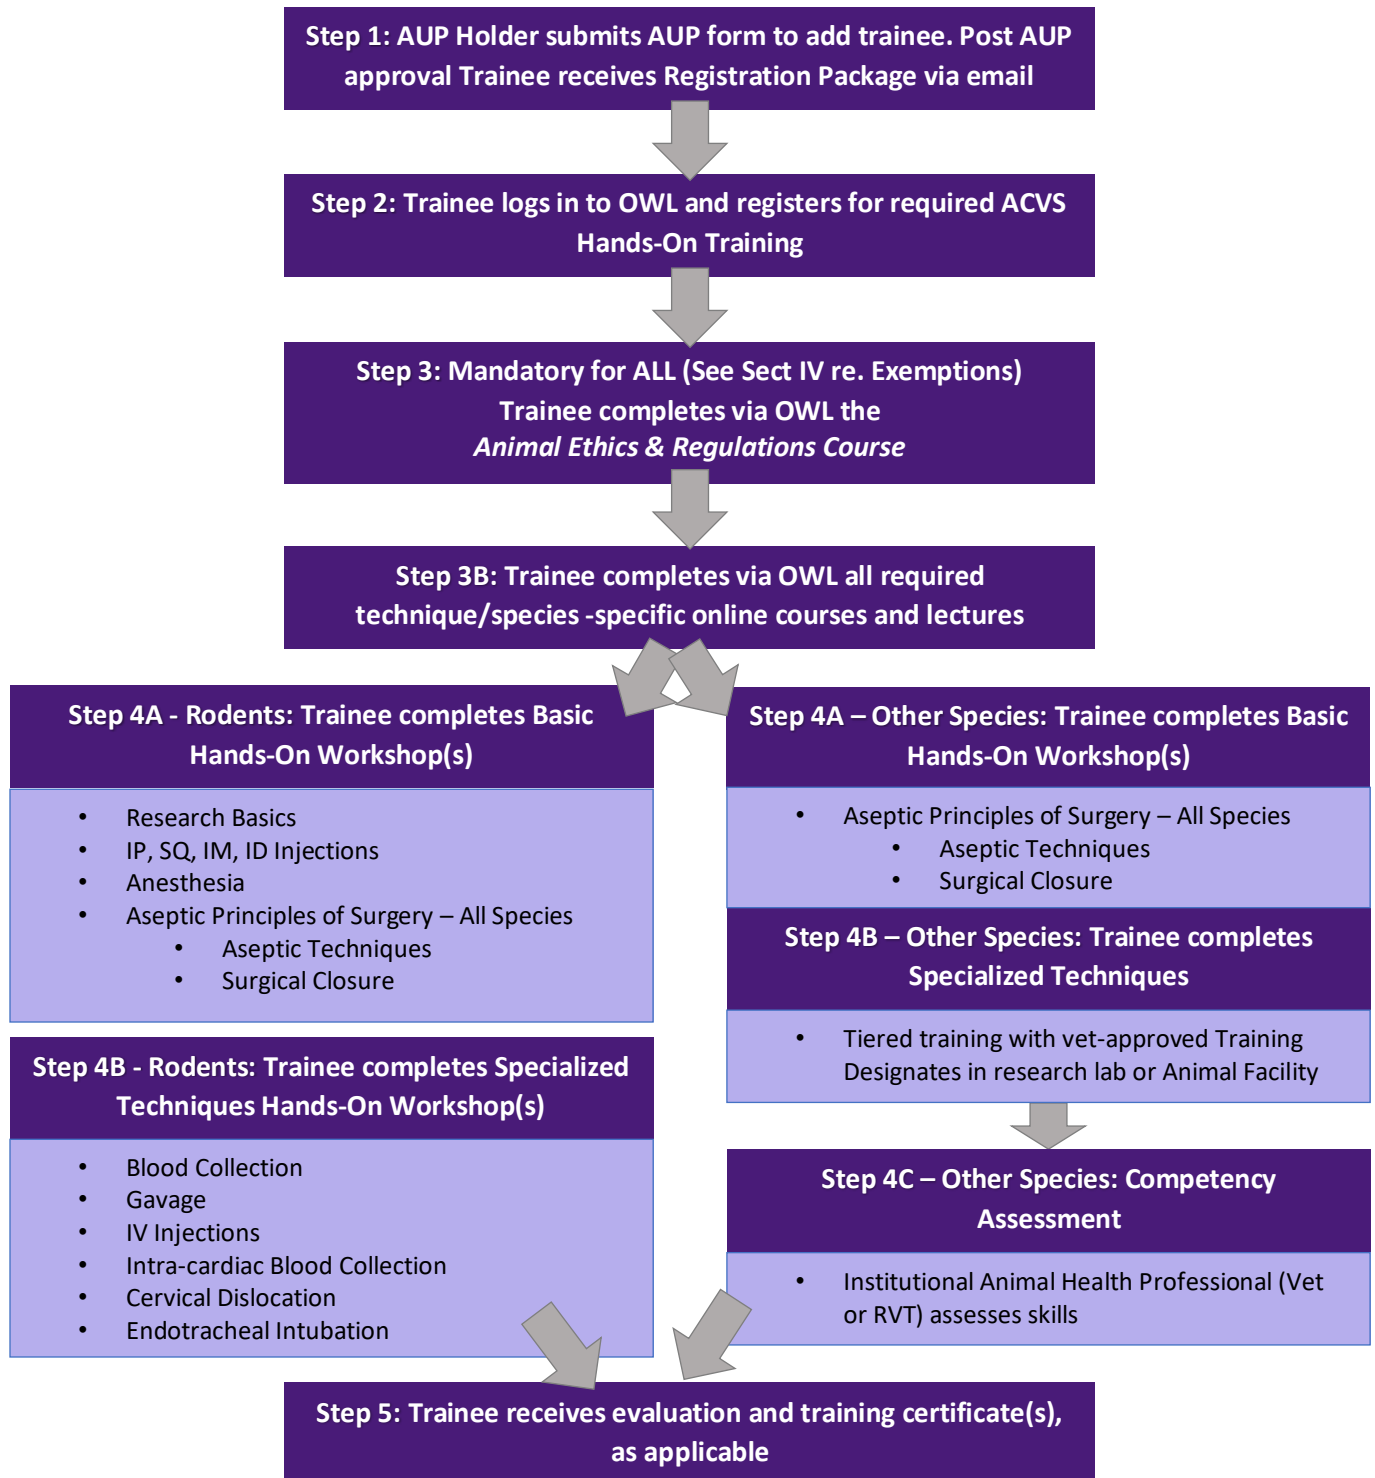 Step 1: AUP Holder submits AUP form to add trainee. Post AUP
approval Trainee receives Registration Package via email
Step 2: Trainee logs in to OWL and registers for required ACVS
Hands-On Training
Step 3: Mandatory for ALL (See Sect IV re. Exemptions)
Trainee completes via OWL the
Animal Ethics & Regulations Course
Step 3B: Trainee completes via OWL all required
technique/species -specific online courses and lectures
Step 4A - Rodents: Trainee completes Basic
Hands-On Workshop(s)
• Research Basics
• IP, SQ, IM, ID Injections
• Anesthesia
• Aseptic Principles of Surgery – All Species
• Aseptic Techniques
• Surgical Closure
Step 4B - Rodents: Trainee completes Specialized
Techniques Hands-On Workshop(s)
• Blood Collection
• Gavage
• IV Injections
• Intra-cardiac Blood Collection
• Cervical Dislocation
• Endotracheal Intubation
Step 4A – Other Species: Trainee completes Basic
Hands-On Workshop(s)
• Aseptic Principles of Surgery – All Species
• Aseptic Techniques
• Surgical Closure
Step 4B – Other Species: Trainee completes
Specialized Techniques
• Tiered training with vet-approved Training
Designates in research lab or Animal Facility
Step 4C – Other Species: Competency
Assessment
• Institutional Animal Health Professional (Vet
or RVT) assesses skills
Step 5: Trainee receives evaluation and training certificate(s),
as applicable